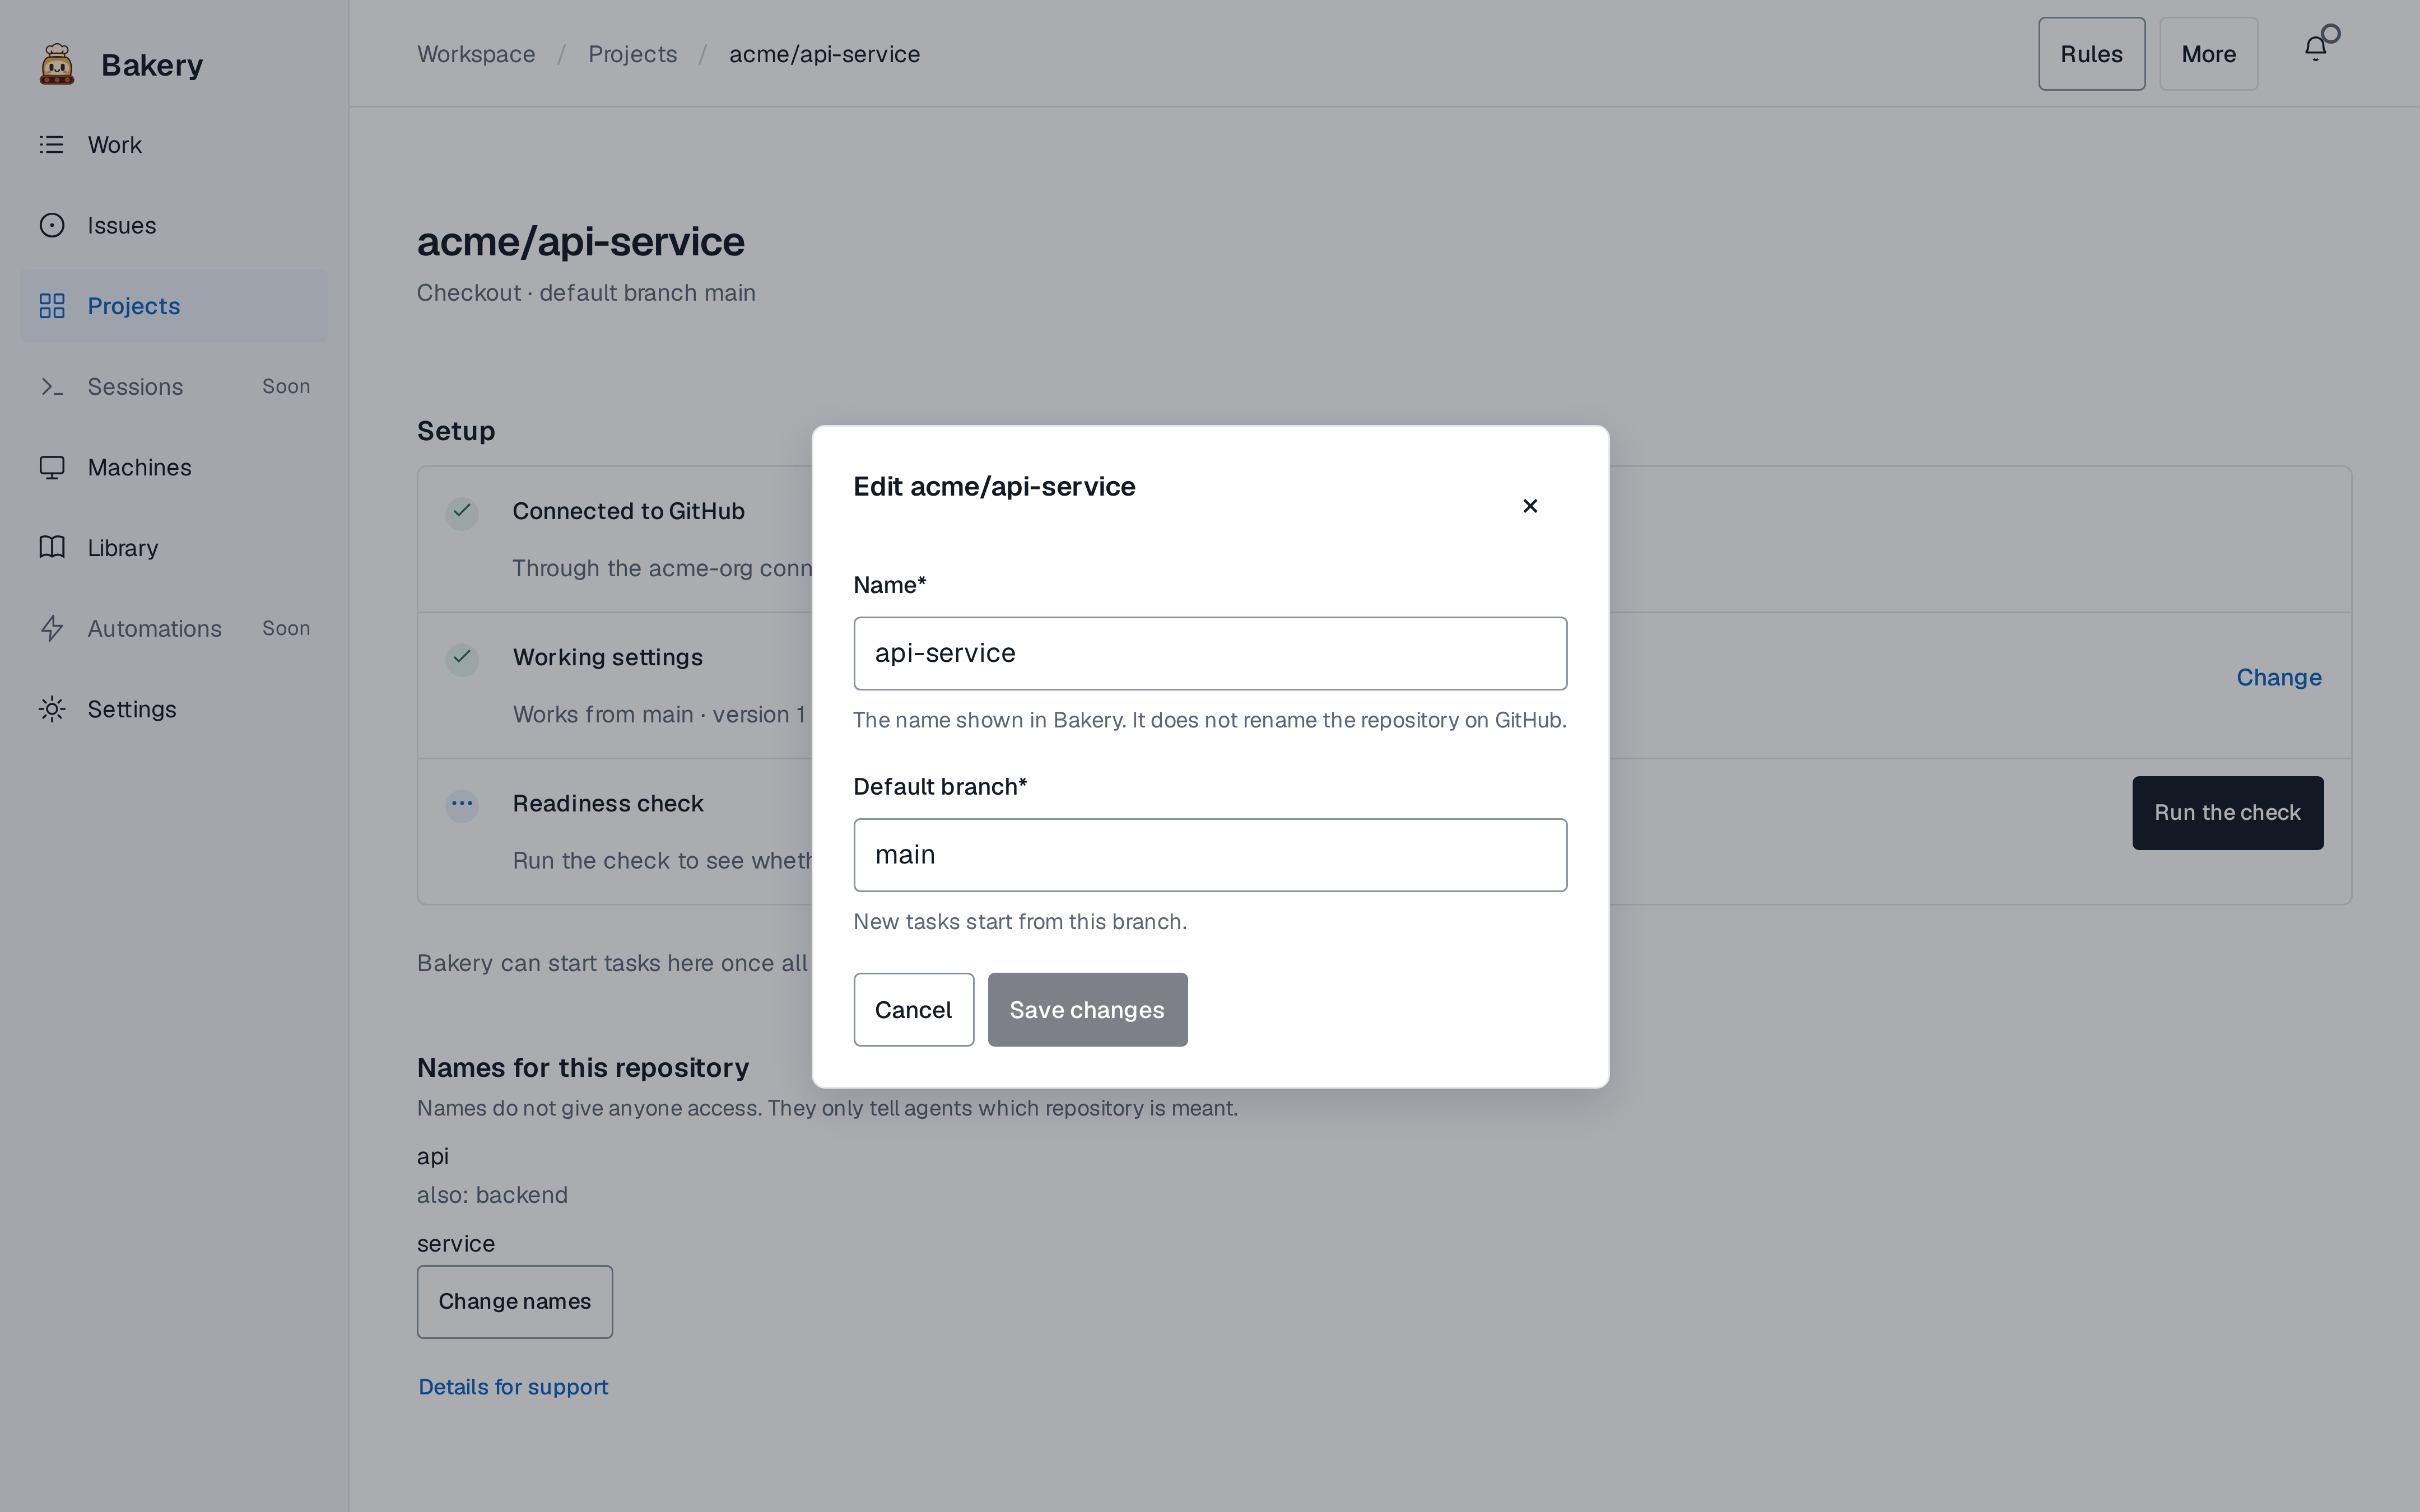 Bakery
Work
Issues
Projects
Sessions Soon
Machines
Library
Automations Soon
Settings
Workspace / Projects / acme/api-service
Rules
More
acme/api-service
Checkout · default branch main
Setup
Connected to GitHub
Through the acme-org conn
Working settings
Works from main · version 1
Change
Readiness check
Run the check to see wheth
Run the check
Bakery can start tasks here once all
Names for this repository
Names do not give anyone access. They only tell agents which repository is meant.
api
also: backend
service
Change names
Details for support
Edit acme/api-service
Name*
api-service
The name shown in Bakery. It does not rename the repository on GitHub.
Default branch*
main
New tasks start from this branch.
Cancel
Save changes